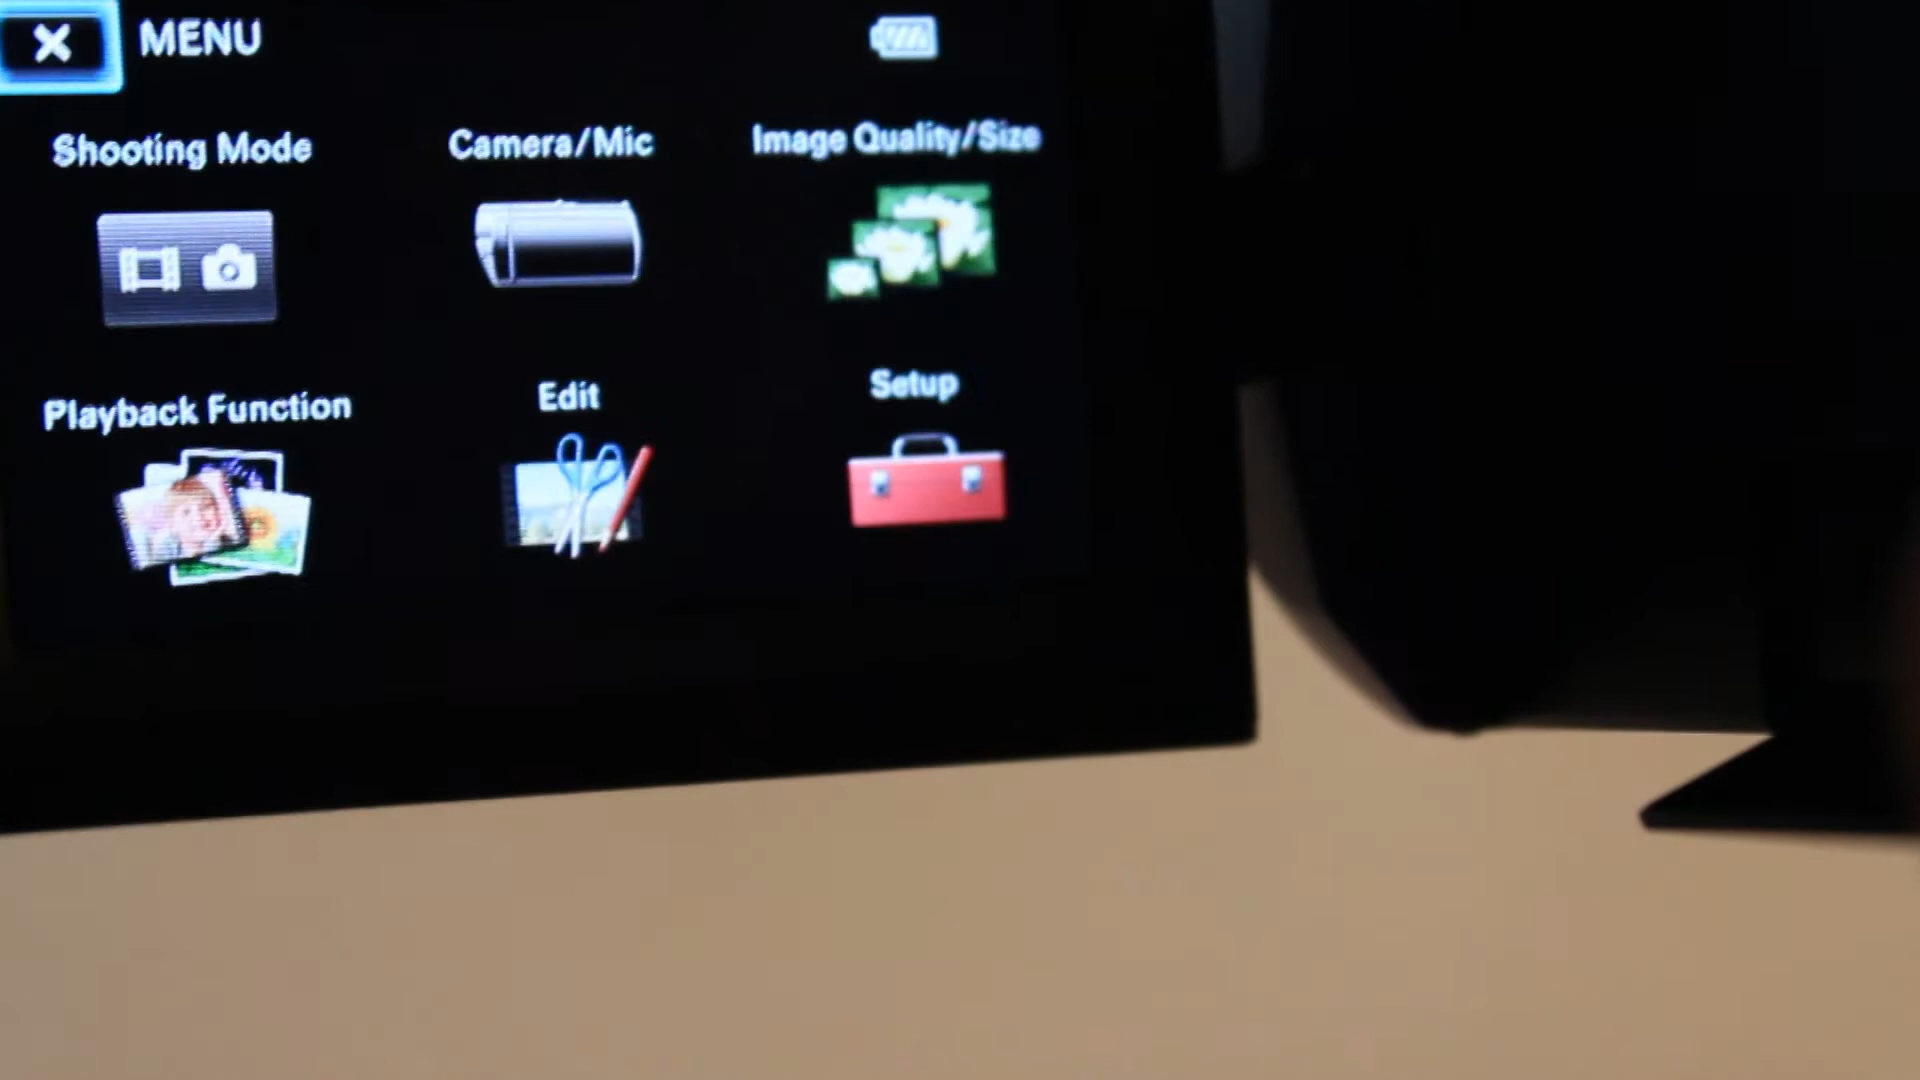 MENU
Shooting Mode
Camera/Mic
Image Quality/Size
Playback Function
Edit
Setup